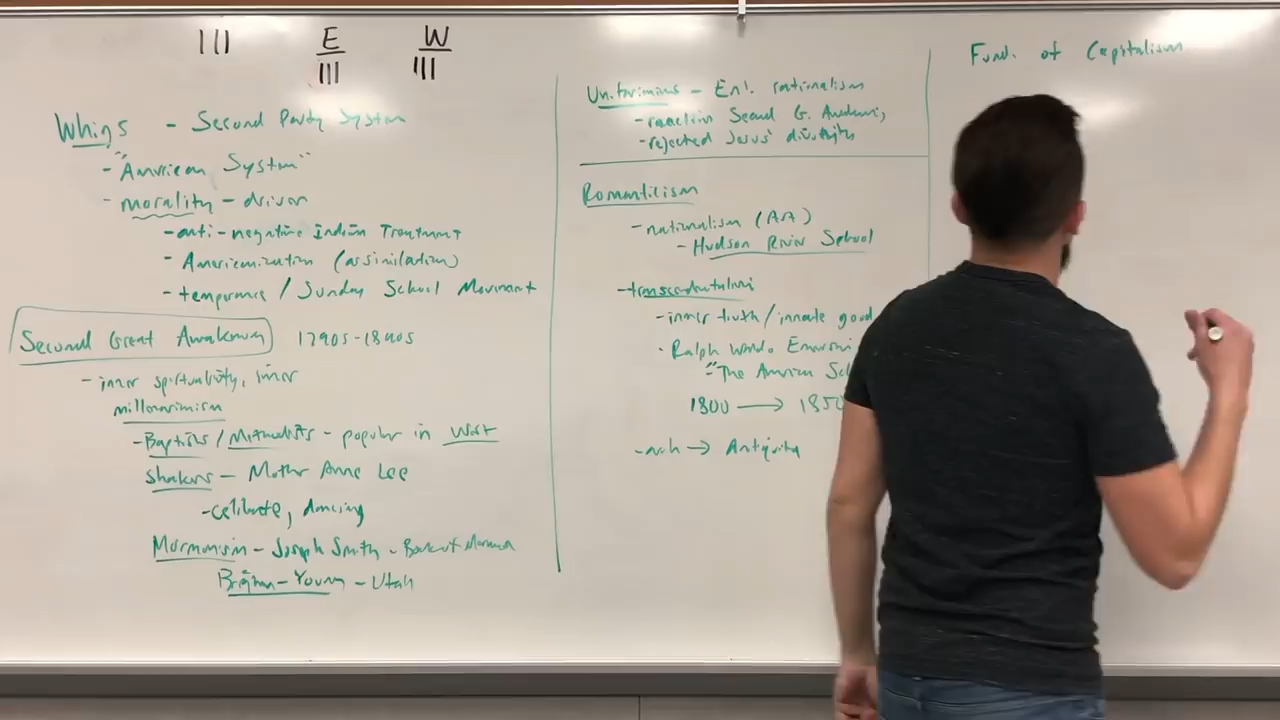 III E W
III III
Whigs - Second Party System
- "American System"
- morality - driven
- anti-negative Indian Treatment
- Americanization (assimilation)
- temperance / Sunday School Movement
Second Great Awakening 1790s-1840s
- inner spirituality, inner
millenarianism
- Baptists / Methodists - popular in West
Shakers - Mother Anne Lee
- celibate, dancing
Mormonism - Joseph Smith - Book of Mormon
Brigham-Young - Utah
Unitarians - Enl. rationalism
- reaction Second G. Awakeni,
- rejected Jesus' divinity
Romanticism
- nationalism (Art)
- Hudson River School
- transcendentalism
- inner truth / innate good
- Ralph Waldo Emerson
- "The American Sc
1800 → 1850
- arch → Antiquity
Fund. of Capitalism